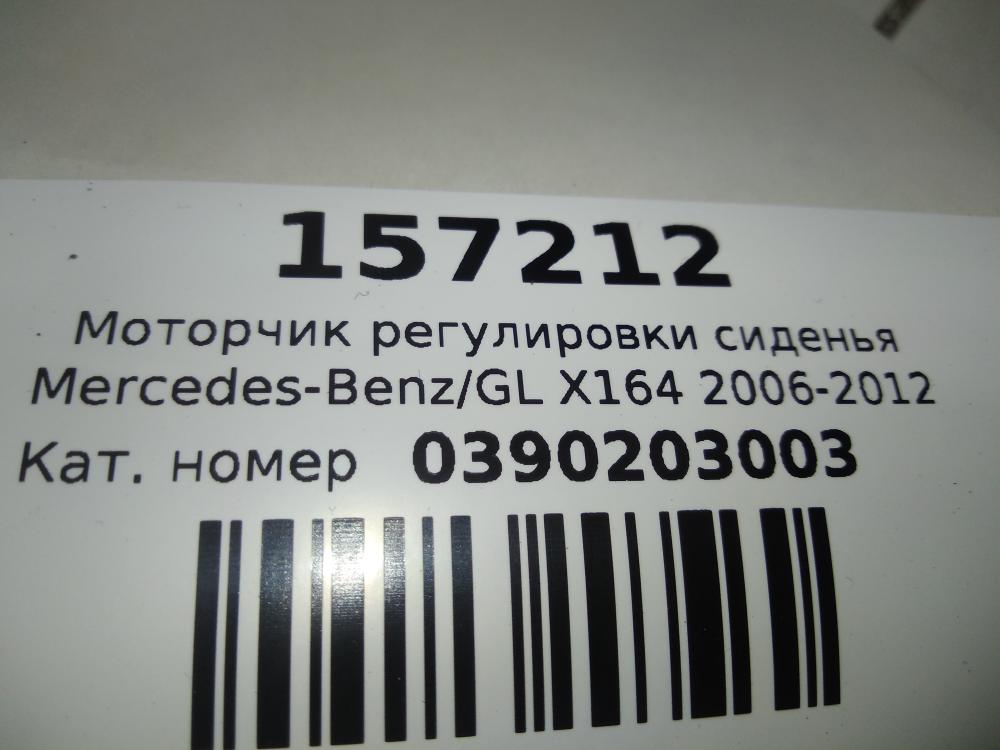 157212
Моторчик регулировки сиденья
Mercedes-Benz/GL X164 2006-2012
Кат. номер 0390203003